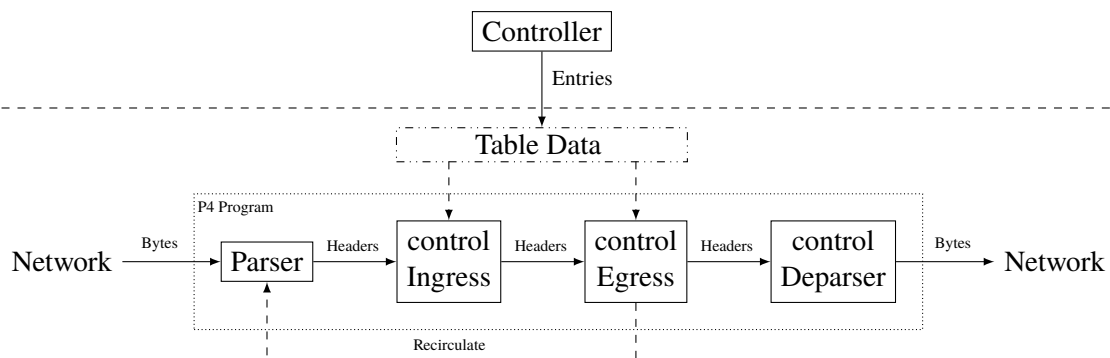 Controller
Entries
Table Data
P4 Program
Network
Bytes
Parser
Headers
control
Ingress
Headers
control
Egress
Headers
control
Deparser
Bytes
Network
Recirculate